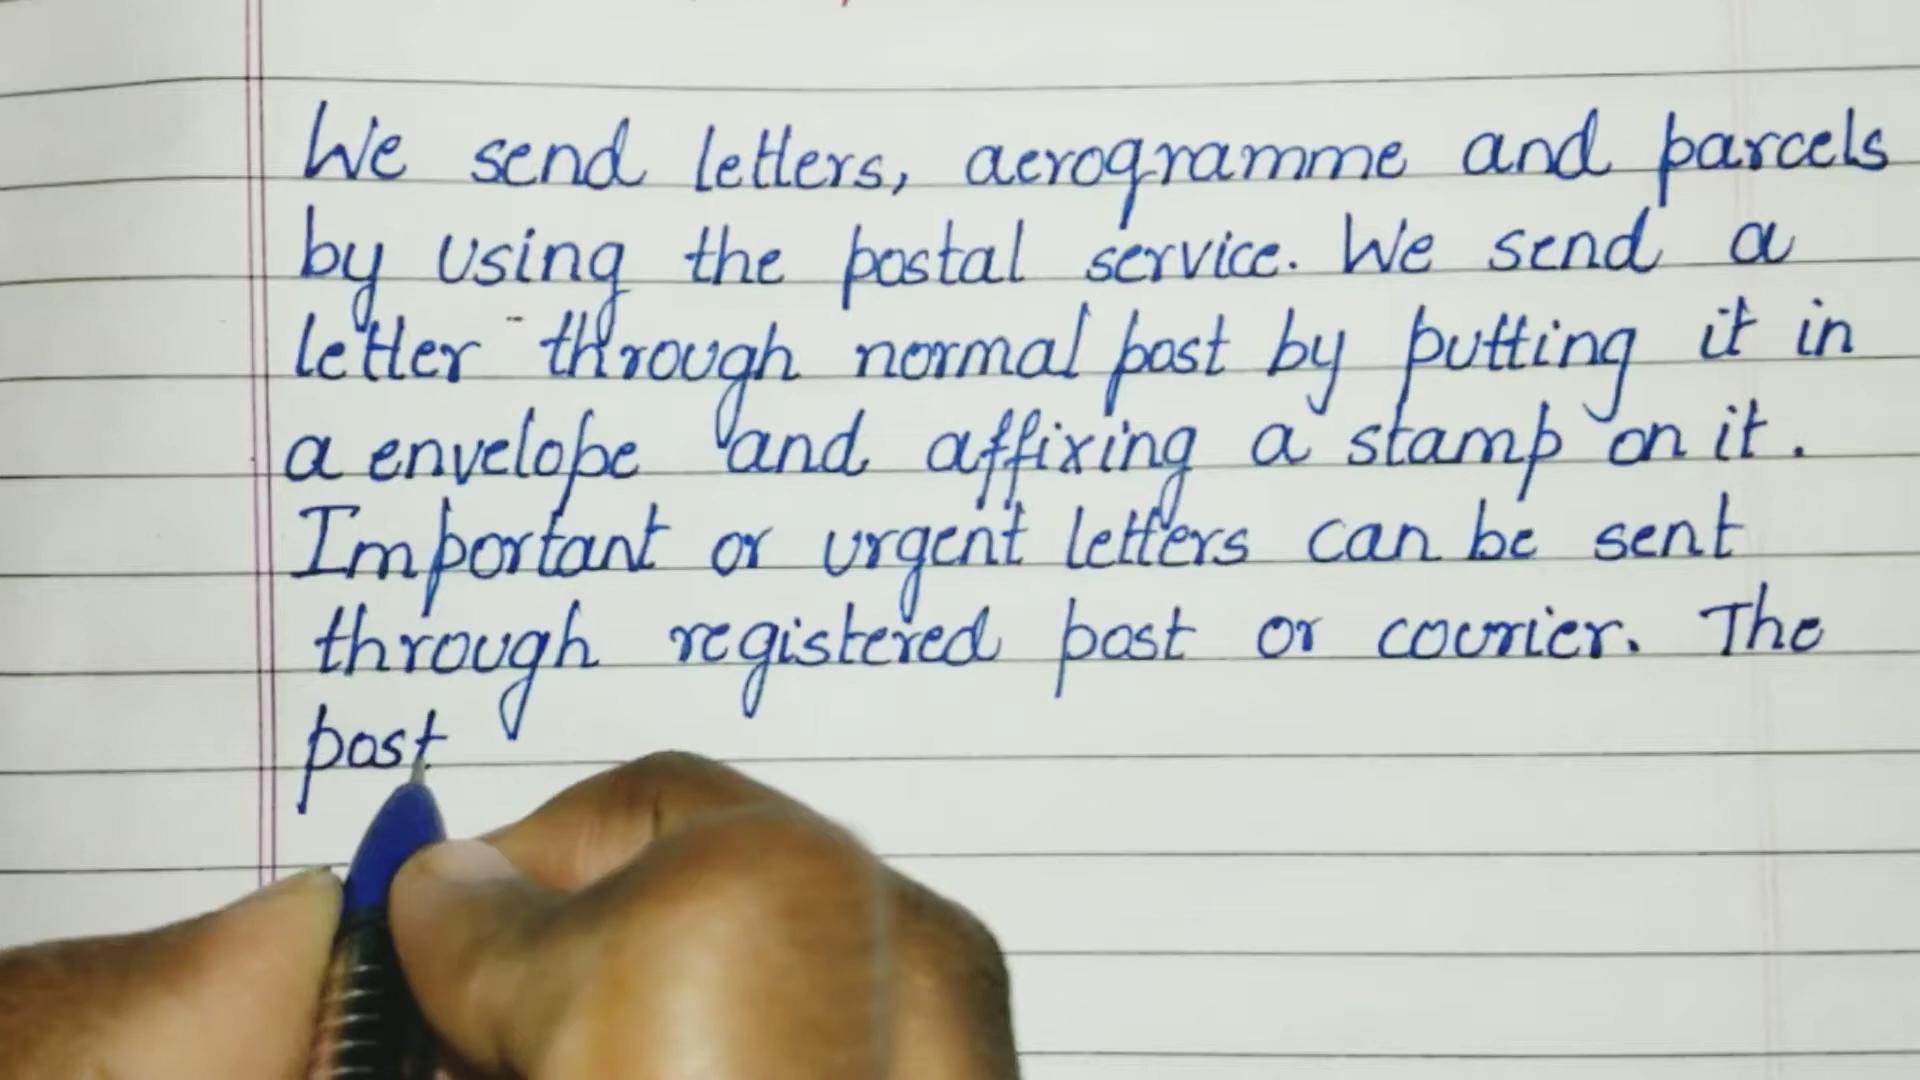 We send letters, aerogramme and parcels
by using the postal service. We send a
letter through normal post by putting it in
a envelope and affixing a stamp on it.
Important or urgent letters can be sent
through registered post or courier. The
post